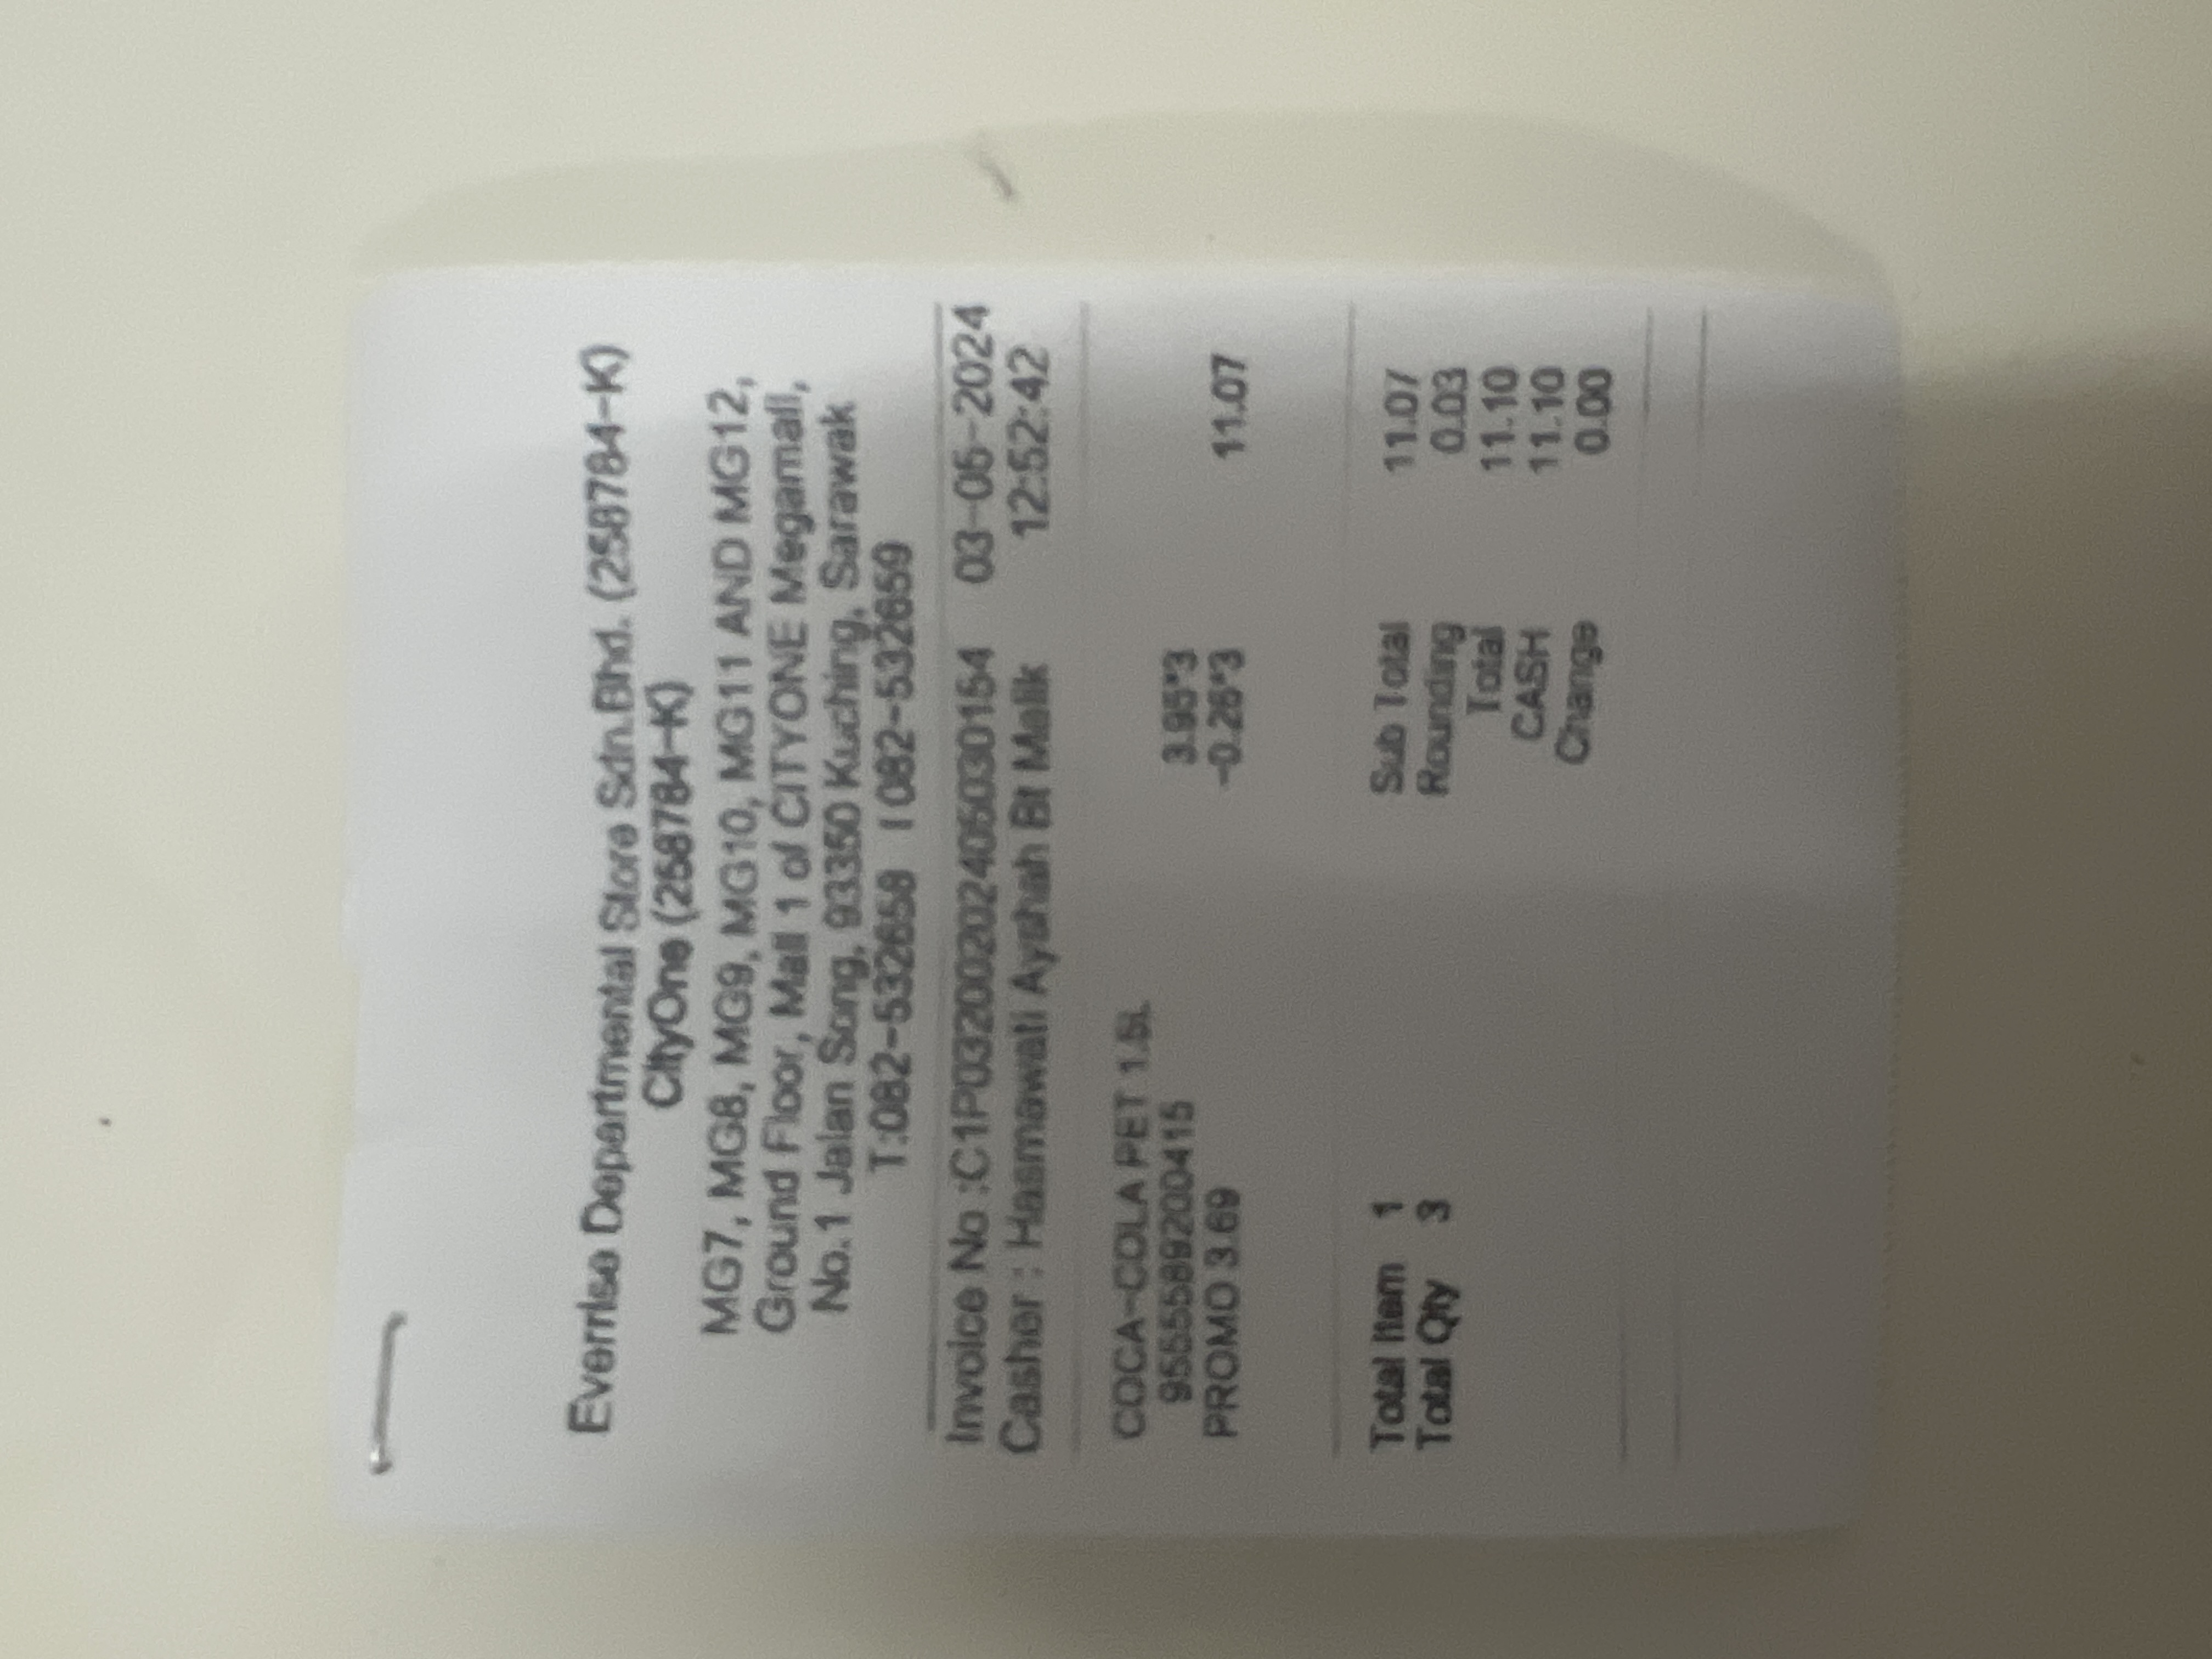 Everrise Departmental Store Sdn.Bhd. (258784-K)
CityOne (258784-K)
MG7, MG8, MG9, MG10, MG11 AND MG12,
Ground Floor, Mall 1 of CITYONE Megamall,
No.1 Jalan Song, 93350 Kuching, Sarawak
T:082-532658 I 082-532659
Invoice No :C1P03200202405030154 03-05-2024
Casher : Hasmawati Ayshah Bt Malik 12:52:42
COCA-COLA PET 1.5L
9555589200415 3.95*3
PROMO 3.69 -0.26*3 11.07
Total Item 1 Sub Total 11.07
Total Qty 3 Rounding 0.03
Total 11.10
CASH 11.10
Change 0.00